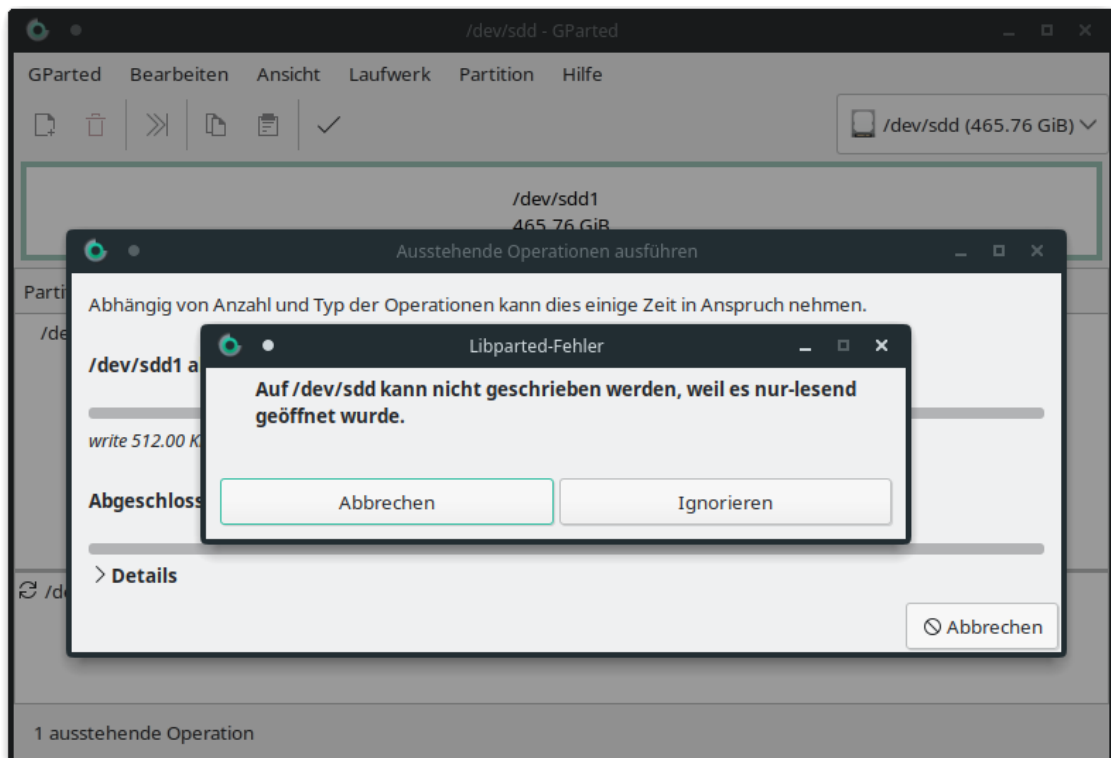 /dev/sdd - GParted
GParted Bearbeiten Ansicht Laufwerk Partition Hilfe
/dev/sdd (465.76 GiB)
/dev/sdd1
465.76 GiB
Ausstehende Operationen ausführen
Abhängig von Anzahl und Typ der Operationen kann dies einige Zeit in Anspruch nehmen.
Libparted-Fehler
/dev/sdd1
Auf /dev/sdd kann nicht geschrieben werden, weil es nur-lesend
geöffnet wurde.
write 512.00
Abbrechen Ignorieren
Details
Abbrechen
1 ausstehende Operation